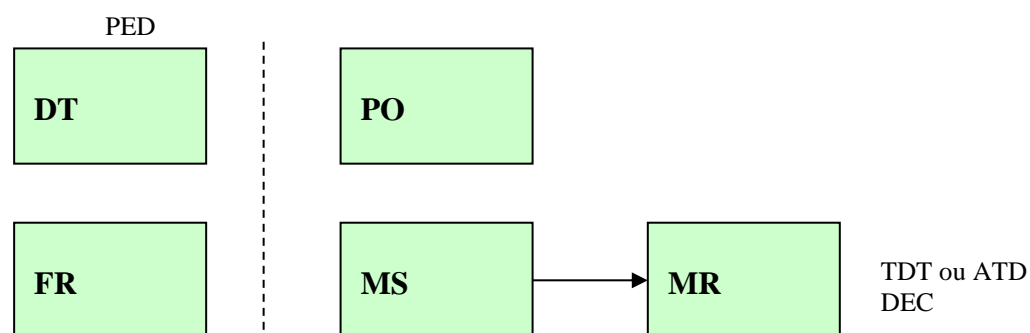 PED
DT
PO
FR
MS
MR
TDT ou ATD
DEC